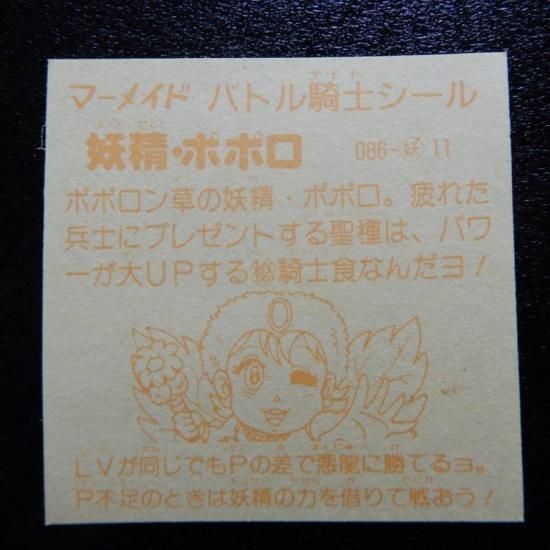 マーメイド バトル騎士シール
妖精・ポポロ 086-妖 11
ポポロン草の妖精・ポポロ。疲れた
兵士にプレゼントする聖種は、パワ
ーが大UPする㊙騎士食なんだヨ!
LVが同じでもPの差で悪龍に勝てるヨ。
P不足のときは妖精の力を借りて戦おう!